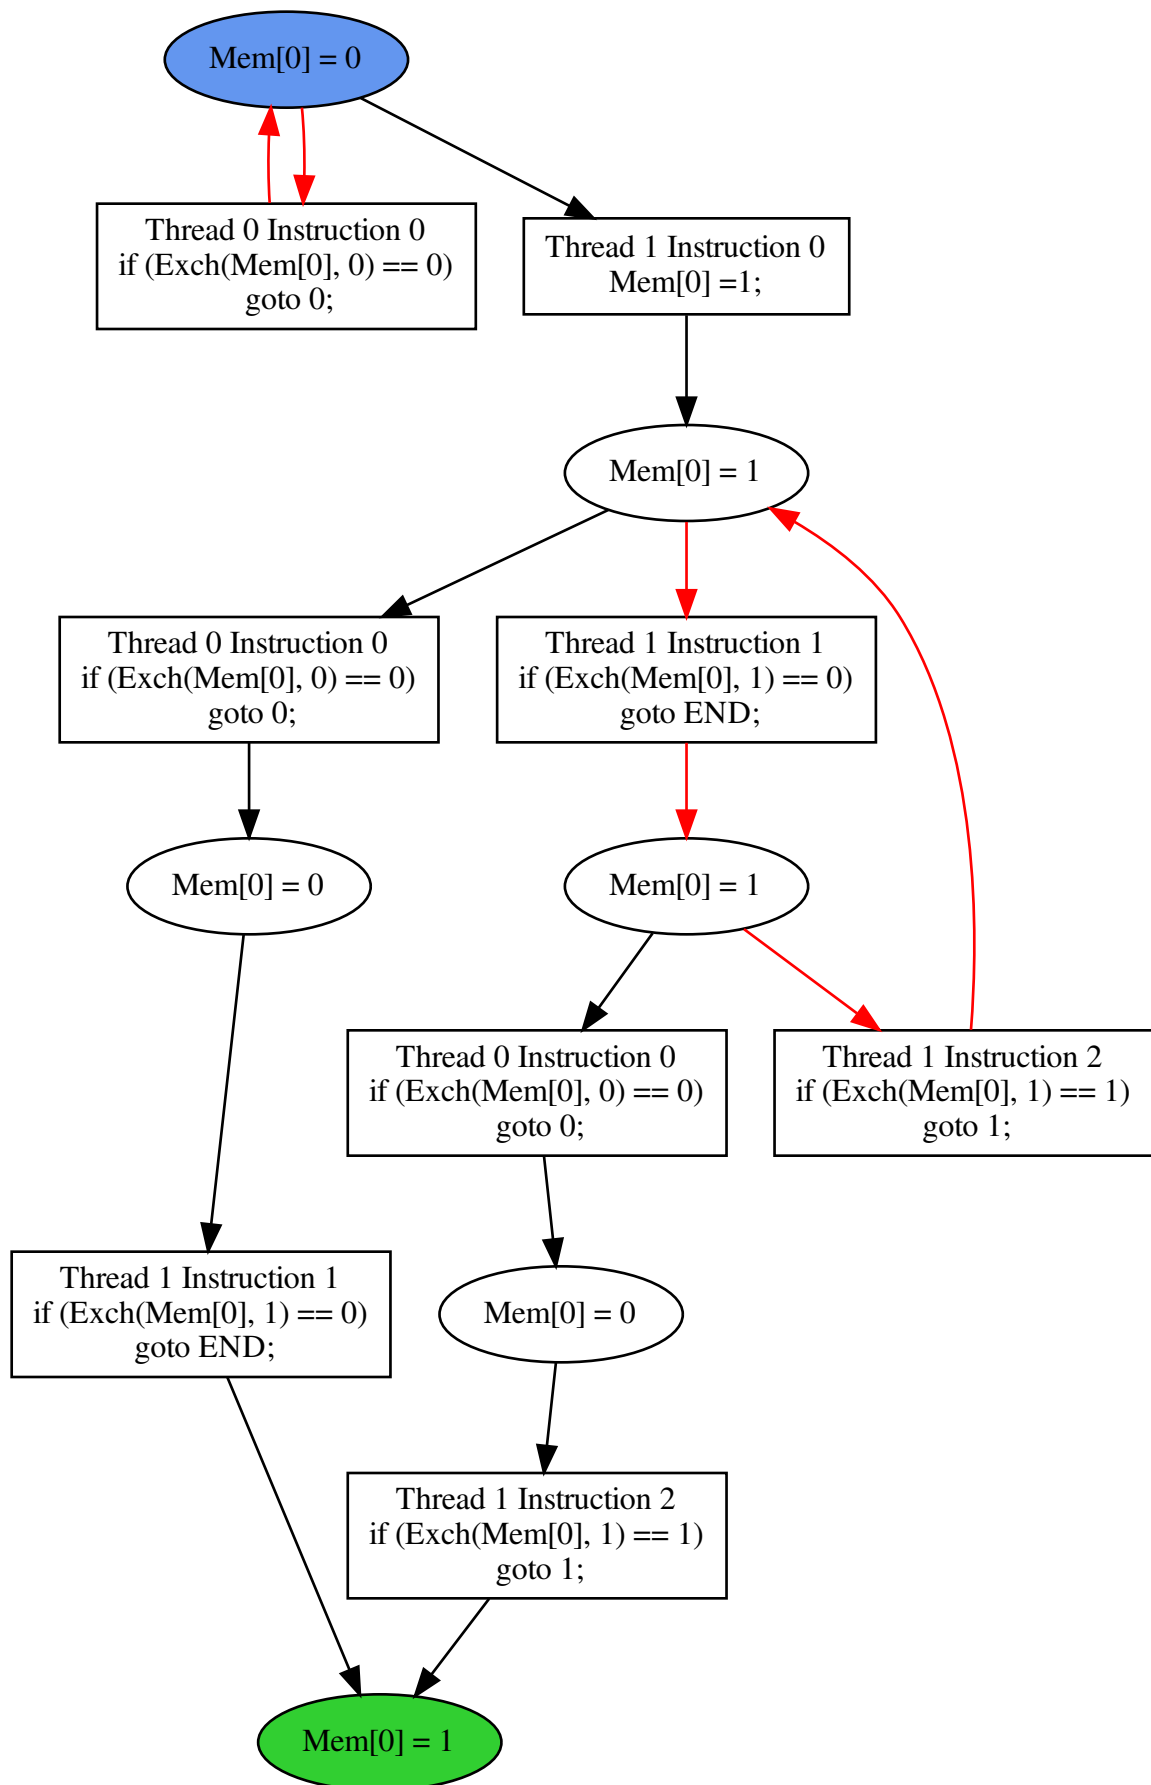 Mem[0] = 0
Thread 0 Instruction 0
if (Exch(Mem[0], 0) == 0)
goto 0;
Thread 1 Instruction 0
Mem[0] =1;
Mem[0] = 1
Thread 0 Instruction 0
if (Exch(Mem[0], 0) == 0)
goto 0;
Thread 1 Instruction 1
if (Exch(Mem[0], 1) == 0)
goto END;
Mem[0] = 0
Mem[0] = 1
Thread 0 Instruction 0
if (Exch(Mem[0], 0) == 0)
goto 0;
Thread 1 Instruction 2
if (Exch(Mem[0], 1) == 1)
goto 1;
Thread 1 Instruction 1
if (Exch(Mem[0], 1) == 0)
goto END;
Mem[0] = 0
Thread 1 Instruction 2
if (Exch(Mem[0], 1) == 1)
goto 1;
Mem[0] = 1